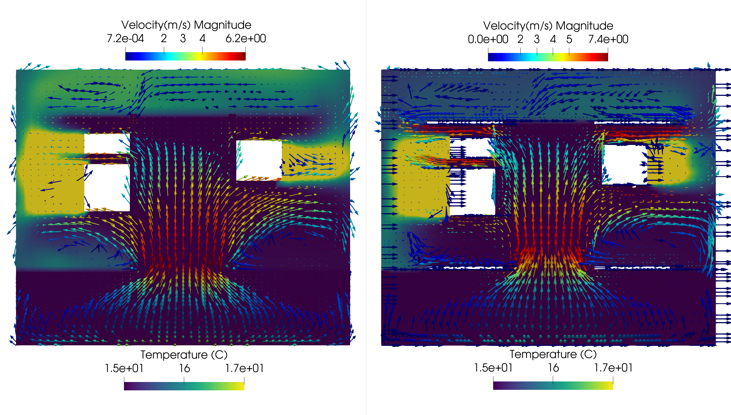 Velocity(m/s) Magnitude
7.2e-04 2 3 4 6.2e+00
Temperature (C)
1.5e+01 16 1.7e+01
Velocity(m/s) Magnitude
0.0e+00 2 3 4 5 7.4e+00
Temperature (C)
1.5e+01 16 1.7e+01